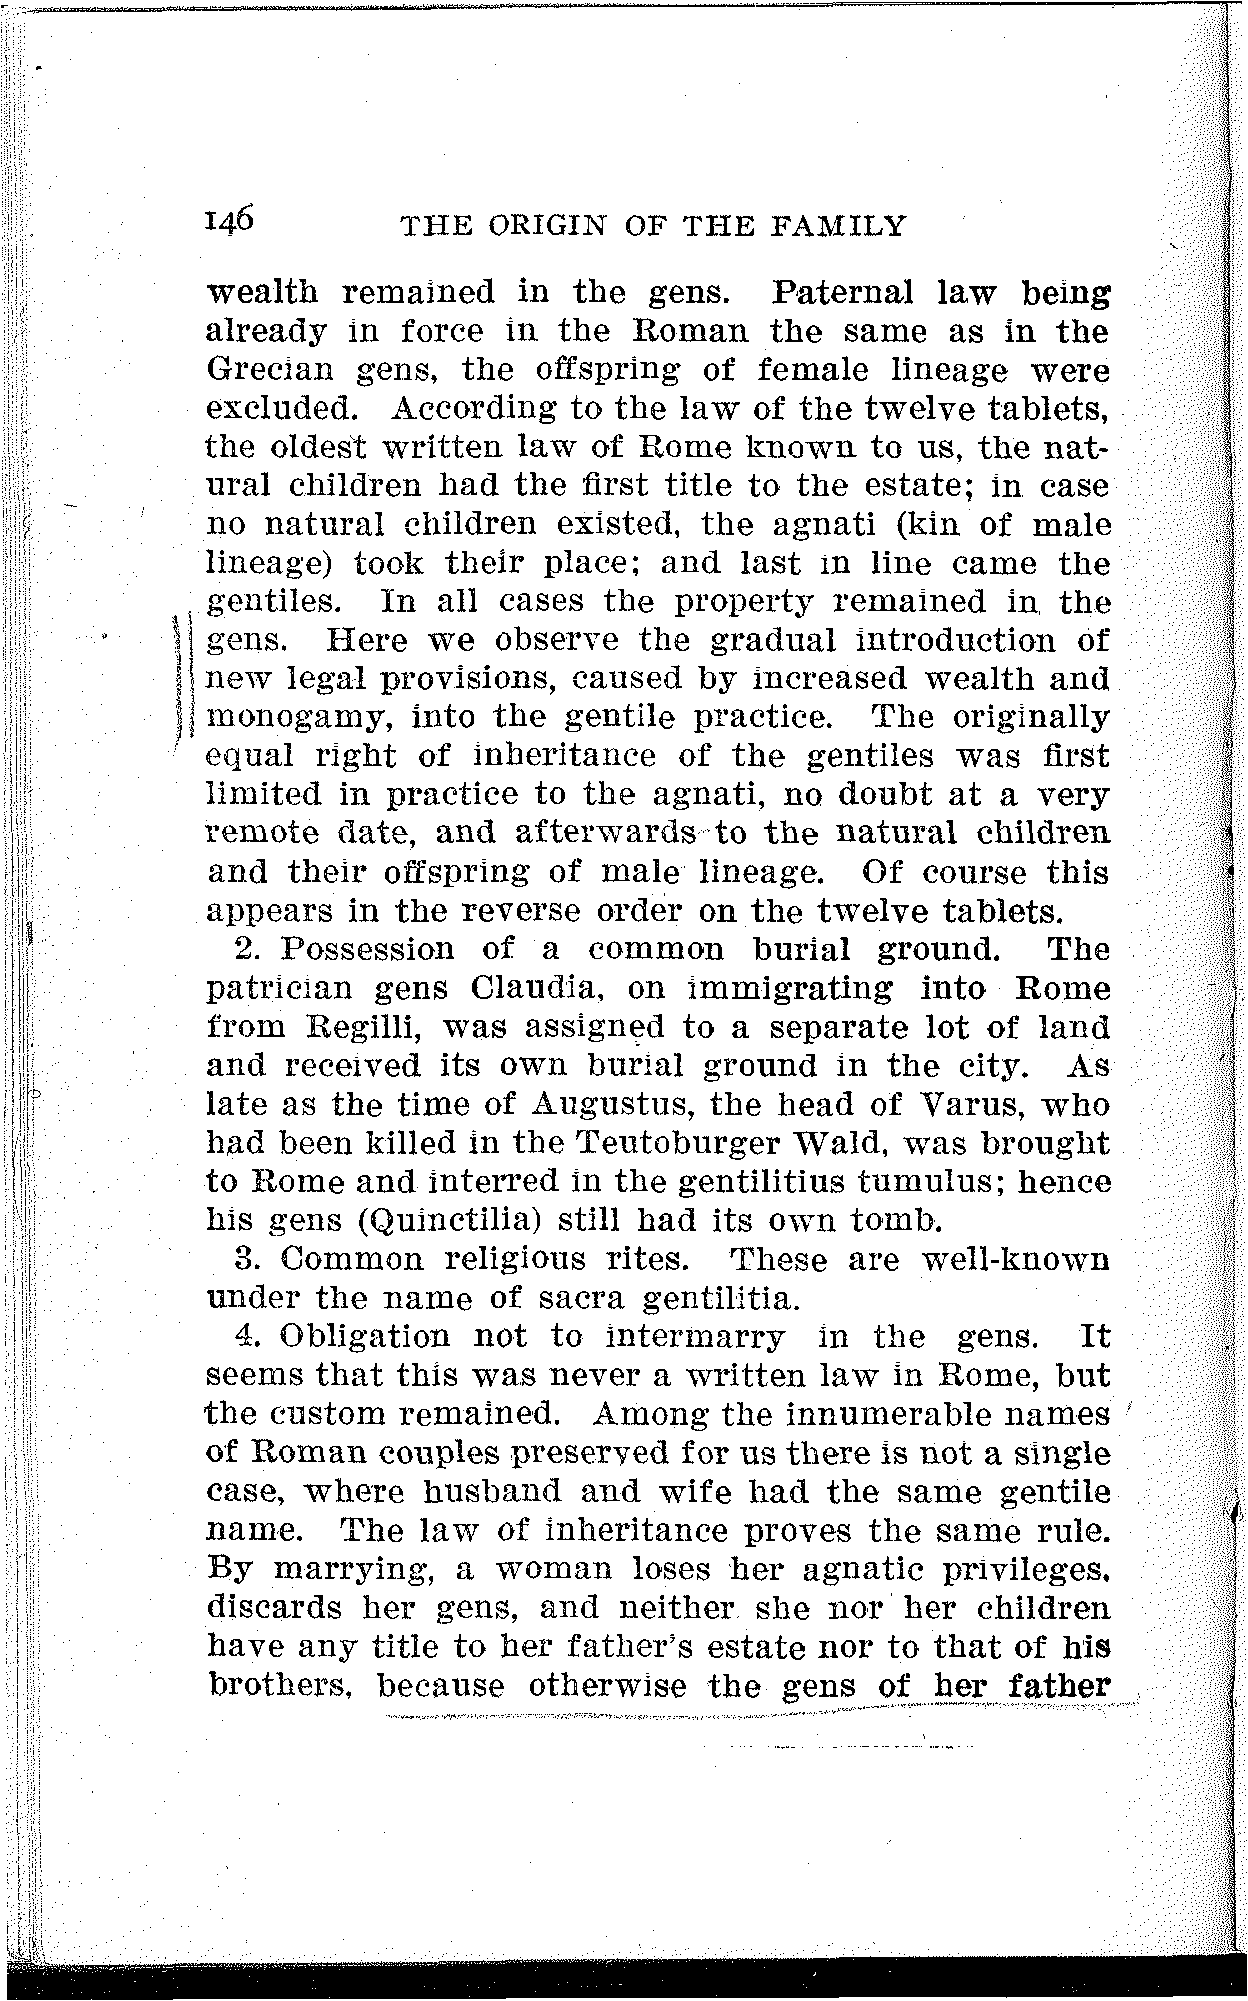 146 THE ORIGIN OF THE FAMILY
wealth remained in the gens. Paternal law being
already in force in the Roman the same as in the
Grecian gens, the offspring of female lineage were
excluded. According to the law of the twelve tablets,
the oldest written law of Rome known to us, the nat-
ural children had the first title to the estate; in case
no natural children existed, the agnati (kin of male
lineage) took their place; and last in line came the
gentiles. In all cases the property remained in the
gens. Here we observe the gradual introduction of
new legal provisions, caused by increased wealth and
monogamy, into the gentile practice. The originally
equal right of inheritance of the gentiles was first
limited in practice to the agnati, no doubt at a very
remote date, and afterwards to the natural children
and their offspring of male lineage. Of course this
appears in the reverse order on the twelve tablets.
2. Possession of a common burial ground. The
patrician gens Claudia, on immigrating into Rome
from Regilli, was assigned to a separate lot of land
and received its own burial ground in the city. As
late as the time of Augustus, the head of Varus, who
had been killed in the Teutoburger Wald, was brought
to Rome and interred in the gentilitius tumulus; hence
his gens (Quinctilia) still had its own tomb.
3. Common religious rites. These are well-known
under the name of sacra gentilitia.
4. Obligation not to intermarry in the gens. It
seems that this was never a written law in Rome, but
the custom remained. Among the innumerable names
of Roman couples preserved for us there is not a single
case, where husband and wife had the same gentile
name. The law of inheritance proves the same rule.
By marrying, a woman loses her agnatic privileges,
discards her gens, and neither she nor her children
have any title to her father's estate nor to that of his
brothers, because otherwise the gens of her father